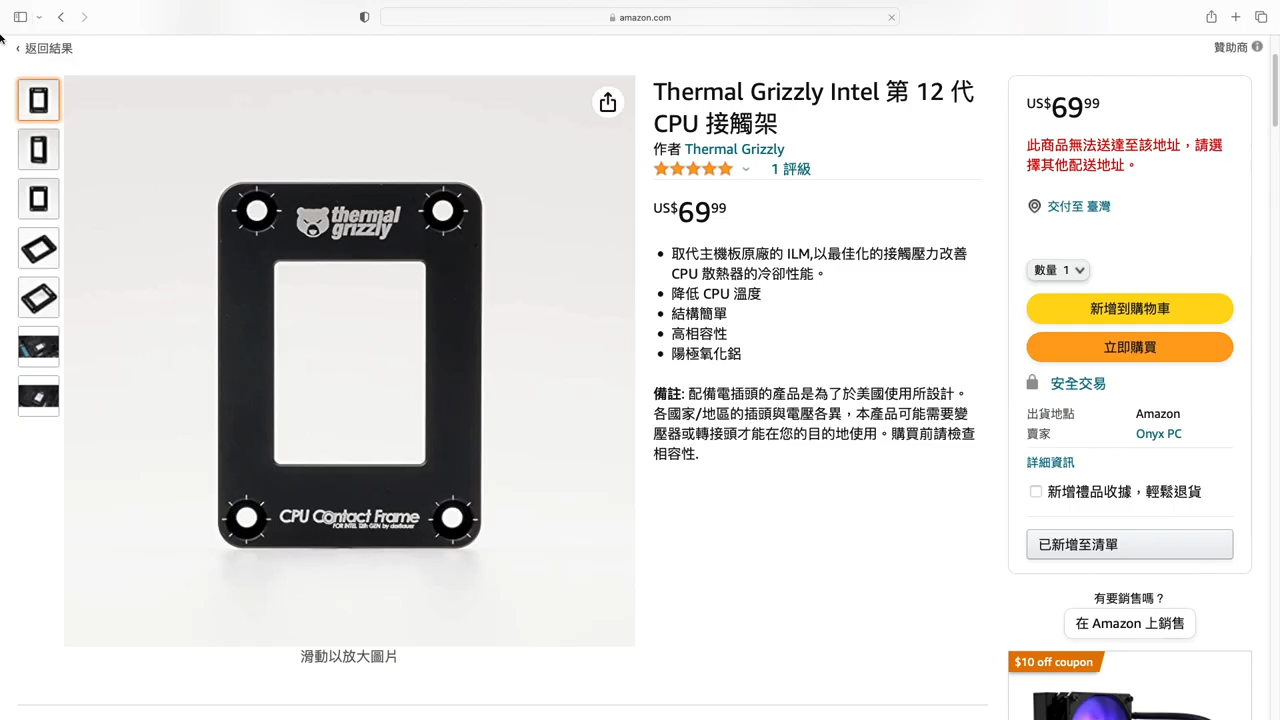 amazon.com
‹ 返回結果
贊助商
thermal
grizzly
CPU Contact Frame
FOR INTEL 12th GEN by der8auer
滑動以放大圖片
Thermal Grizzly Intel 第 12 代
CPU 接觸架
作者 Thermal Grizzly
1 評級
US$69⁹⁹
取代主機板原廠的 ILM,以最佳化的接觸壓力改善
CPU 散熱器的冷卻性能。
降低 CPU 溫度
結構簡單
高相容性
陽極氧化鋁
備註: 配備電插頭的產品是為了於美國使用所設計。
各國家/地區的插頭與電壓各異，本產品可能需要變
壓器或轉接頭才能在您的目的地使用。購買前請檢查
相容性.
US$69⁹⁹
此商品無法送達至該地址，請選
擇其他配送地址。
交付至 臺灣
數量 1
新增到購物車
立即購買
安全交易
出貨地點 Amazon
賣家 Onyx PC
詳細資訊
新增禮品收據，輕鬆退貨
已新增至清單
有要銷售嗎？
在 Amazon 上銷售
$10 off coupon